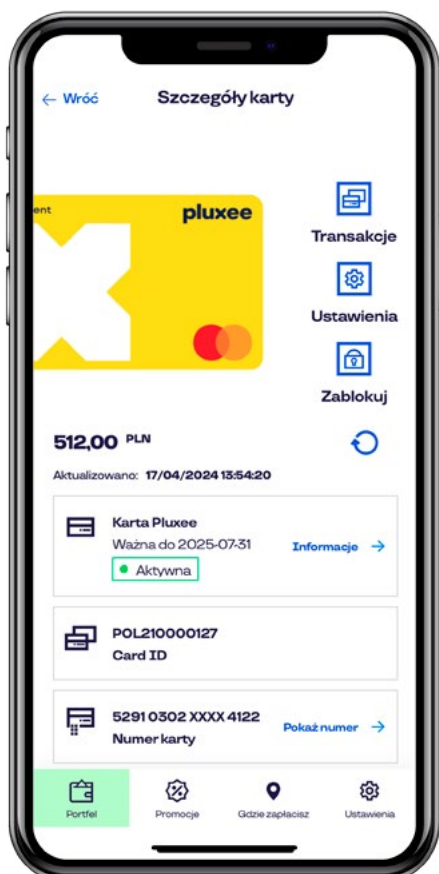 ← Wróć Szczegóły karty
ent pluxee
Transakcje
Ustawienia
Zablokuj
512,00 PLN
Aktualizowano: 17/04/2024 13:54:20
Karta Pluxee
Ważna do 2025-07-31
Informacje →
Aktywna
POL210000127
Card ID
5291 0302 XXXX 4122
Pokaż numer →
Numer karty
Portfel Promocje Gdzie zapłacisz Ustawienia